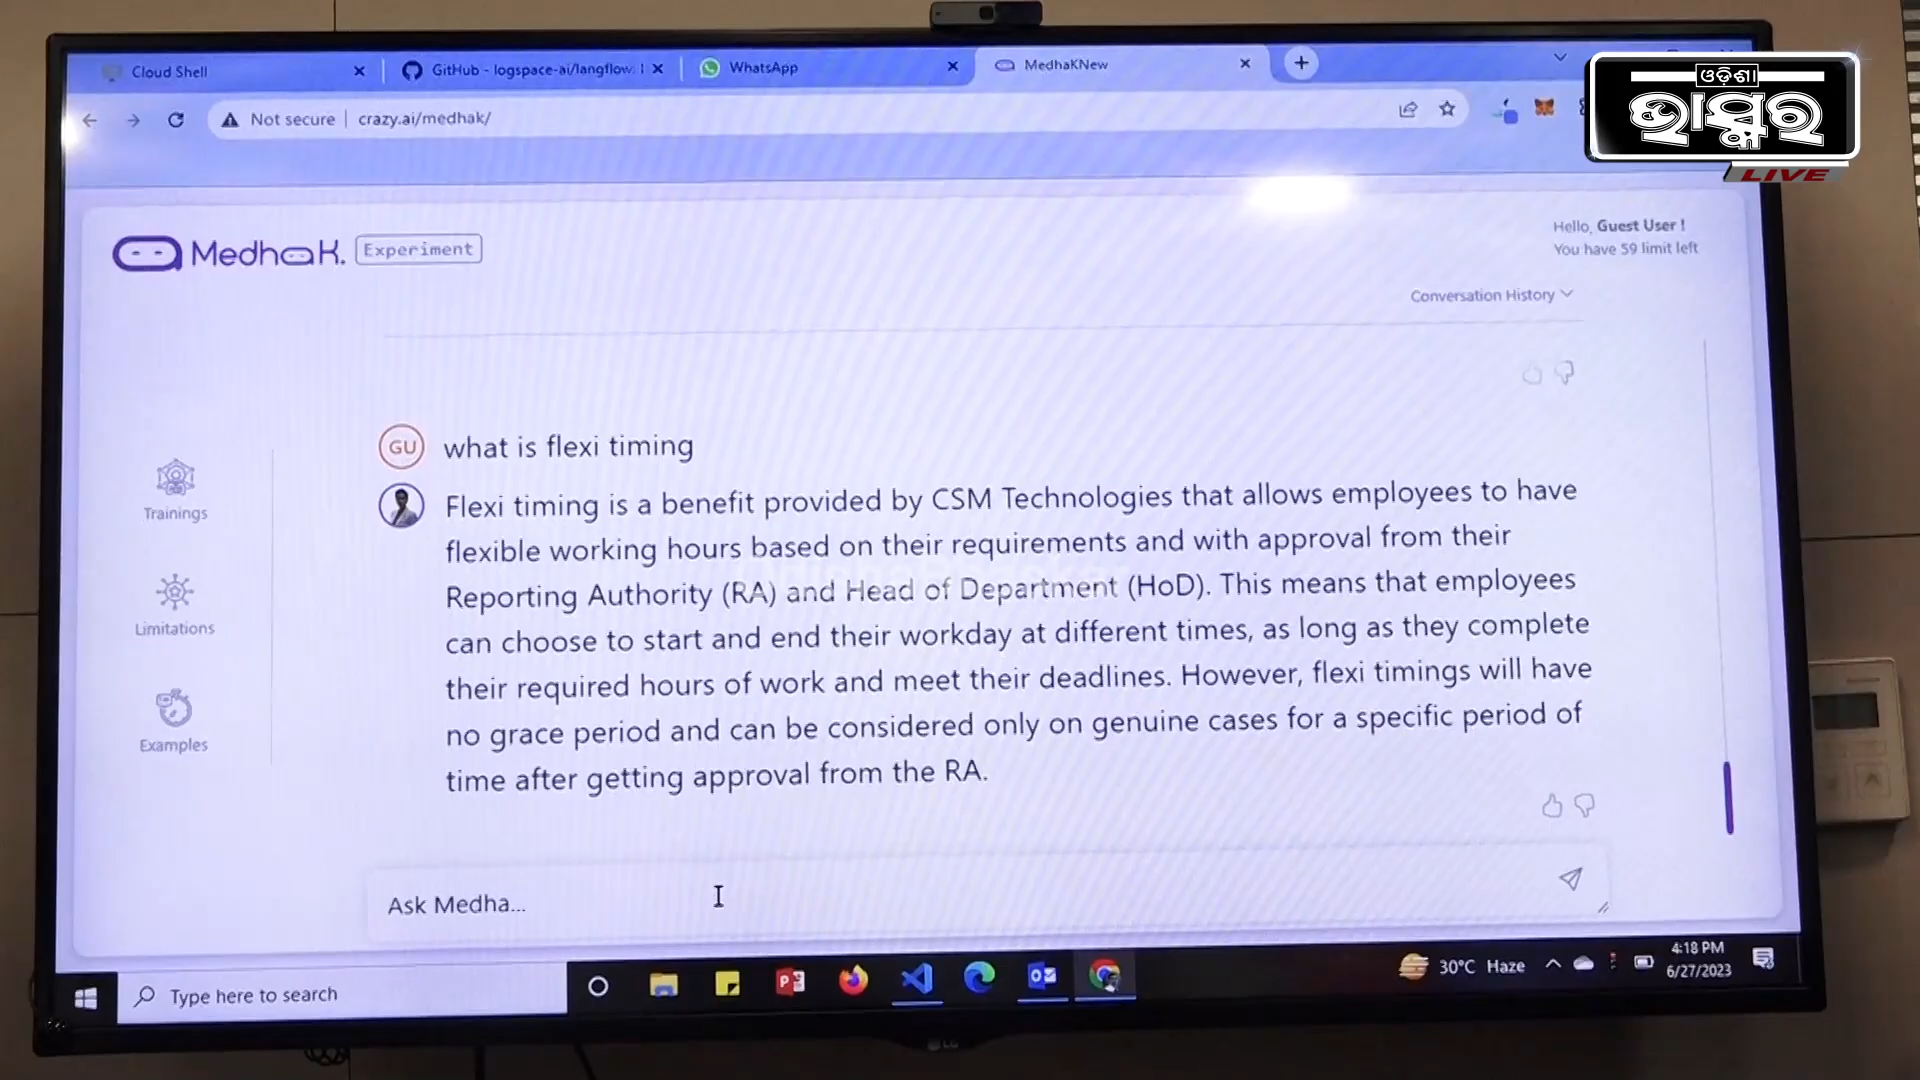 Cloud Shell
GitHub - logspace-ai/langflow:
WhatsApp
MedhaKNew
ଓଡ଼ିଶା
ଭାସ୍କର
LIVE
Not secure
crazy.ai/medhak/
MedhaK.
Experiment
Hello, Guest User !
You have 59 limit left
Conversation History
GU
what is flexi timing
Flexi timing is a benefit provided by CSM Technologies that allows employees to have
flexible working hours based on their requirements and with approval from their
Reporting Authority (RA) and Head of Department (HoD). This means that employees
can choose to start and end their workday at different times, as long as they complete
their required hours of work and meet their deadlines. However, flexi timings will have
no grace period and can be considered only on genuine cases for a specific period of
time after getting approval from the RA.
Trainings
Limitations
Examples
Ask Medha...
Type here to search
30°C Haze
4:18 PM
6/27/2023
LG